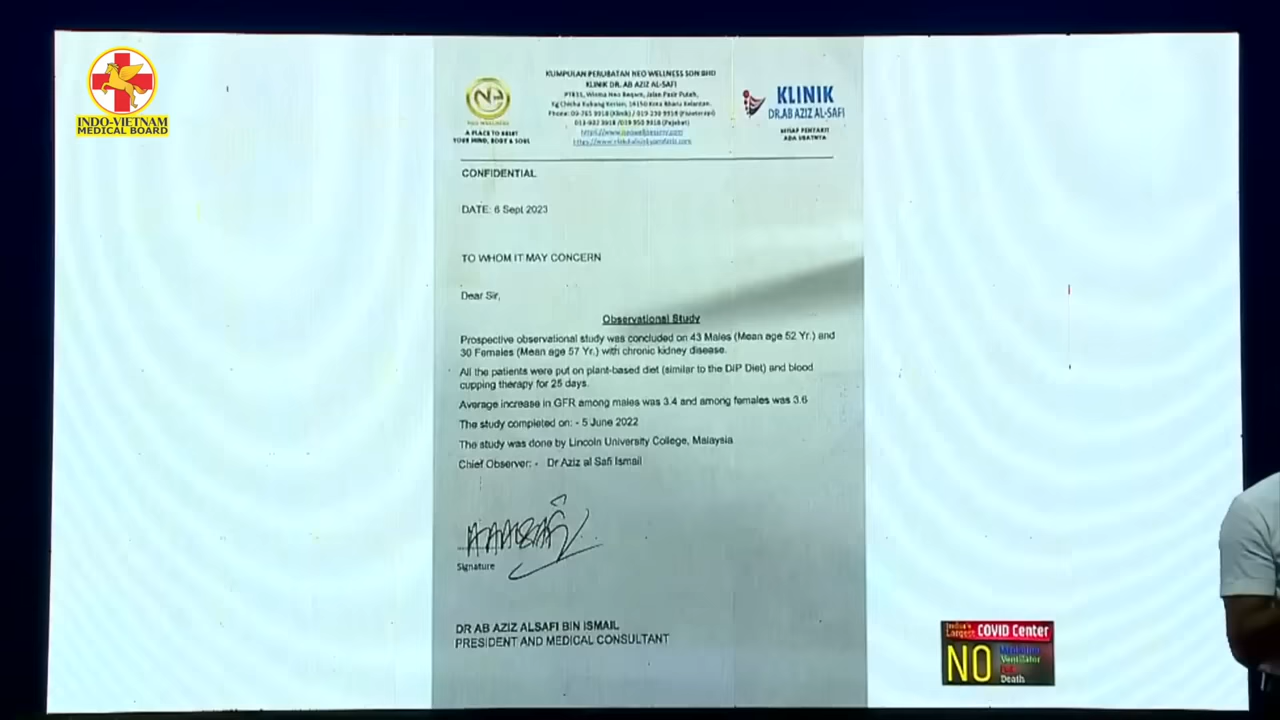 INDO-VIETNAM
MEDICAL BOARD
KUMPULAN PERUBATAN NEO WELLNESS SDN BHD
KLINIK DR. AB AZIZ AL-SAFI
A PLACE TO RESET
YOUR MIND, BODY & SOUL
KLINIK
DR.AB AZIZ AL-SAFI
SETIAP PENYAKIT
ADA UBATNYA
CONFIDENTIAL
DATE: 6 Sept 2023
TO WHOM IT MAY CONCERN
Dear Sir,
Observational Study
Prospective observational study was concluded on 43 Males (Mean age 52 Yr.) and
30 Females (Mean age 57 Yr.) with chronic kidney disease.
All the patients were put on plant-based diet (similar to the DIP Diet) and blood
cupping therapy for 25 days.
Average increase in GFR among males was 3.4 and among females was 3.6
The study completed on: - 5 June 2022
The study was done by Lincoln University College, Malaysia
Chief Observer: - Dr Aziz al Safi Ismail
Signature
DR AB AZIZ ALSAFI BIN ISMAIL
PRESIDENT AND MEDICAL CONSULTANT
India's
Largest COVID Center
NO
Ventilator
Death